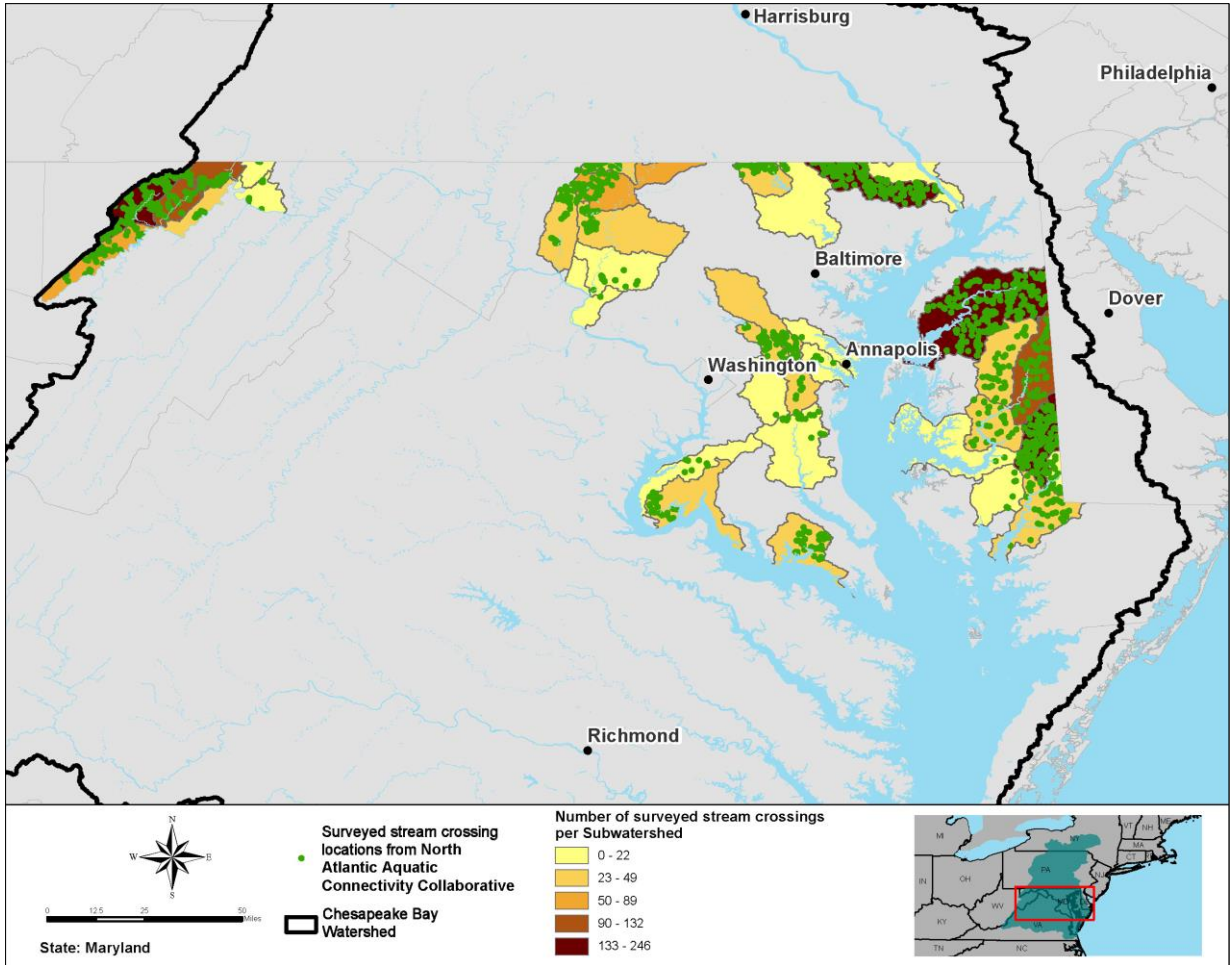 Harrisburg
Philadelphia
Baltimore
Dover
Annapolis
Washington
Richmond
N
W E
S
0 12.5 25 50
Miles
State: Maryland
Surveyed stream crossing
locations from North
Atlantic Aquatic
Connectivity Collaborative
Chesapeake Bay
Watershed
Number of surveyed stream crossings
per Subwatershed
0 - 22
23 - 49
50 - 89
90 - 132
133 - 246
MI
NY
VT
NH
ME
MA
CT
PA
NJ
IN
OH
WV
KY
VA
TN
NC